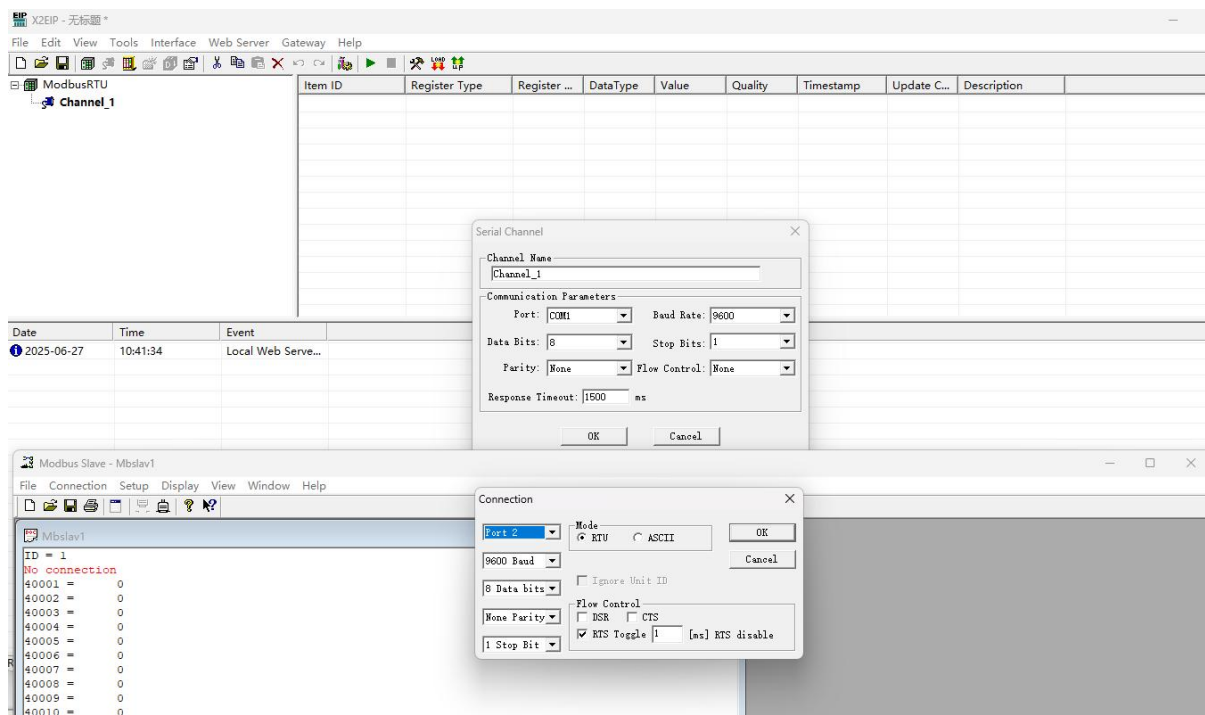 EIP X2EIP - 无标题 *
File Edit View Tools Interface Web Server Gateway Help
ModbusRTU
Channel_1
Item ID Register Type Register ... DataType Value Quality Timestamp Update C... Description
Serial Channel
Channel Name
Channel_1
Communication Parameters
Port: COM1 Baud Rate: 9600
Data Bits: 8 Stop Bits: 1
Parity: None Flow Control: None
Response Timeout: 1500 ms
OK Cancel
Date Time Event
2025-06-27 10:41:34 Local Web Serve...
Modbus Slave - Mbslav1
File Connection Setup Display View Window Help
Mbslav1
ID = 1
No connection
40001 = 0
40002 = 0
40003 = 0
40004 = 0
40005 = 0
40006 = 0
40007 = 0
40008 = 0
40009 = 0
40010 = 0
Connection
Port 2
9600 Baud
8 Data bits
None Parity
1 Stop Bit
Mode
RTU ASCII
OK
Cancel
Ignore Unit ID
Flow Control
DSR CTS
RTS Toggle 1 [ms] RTS disable